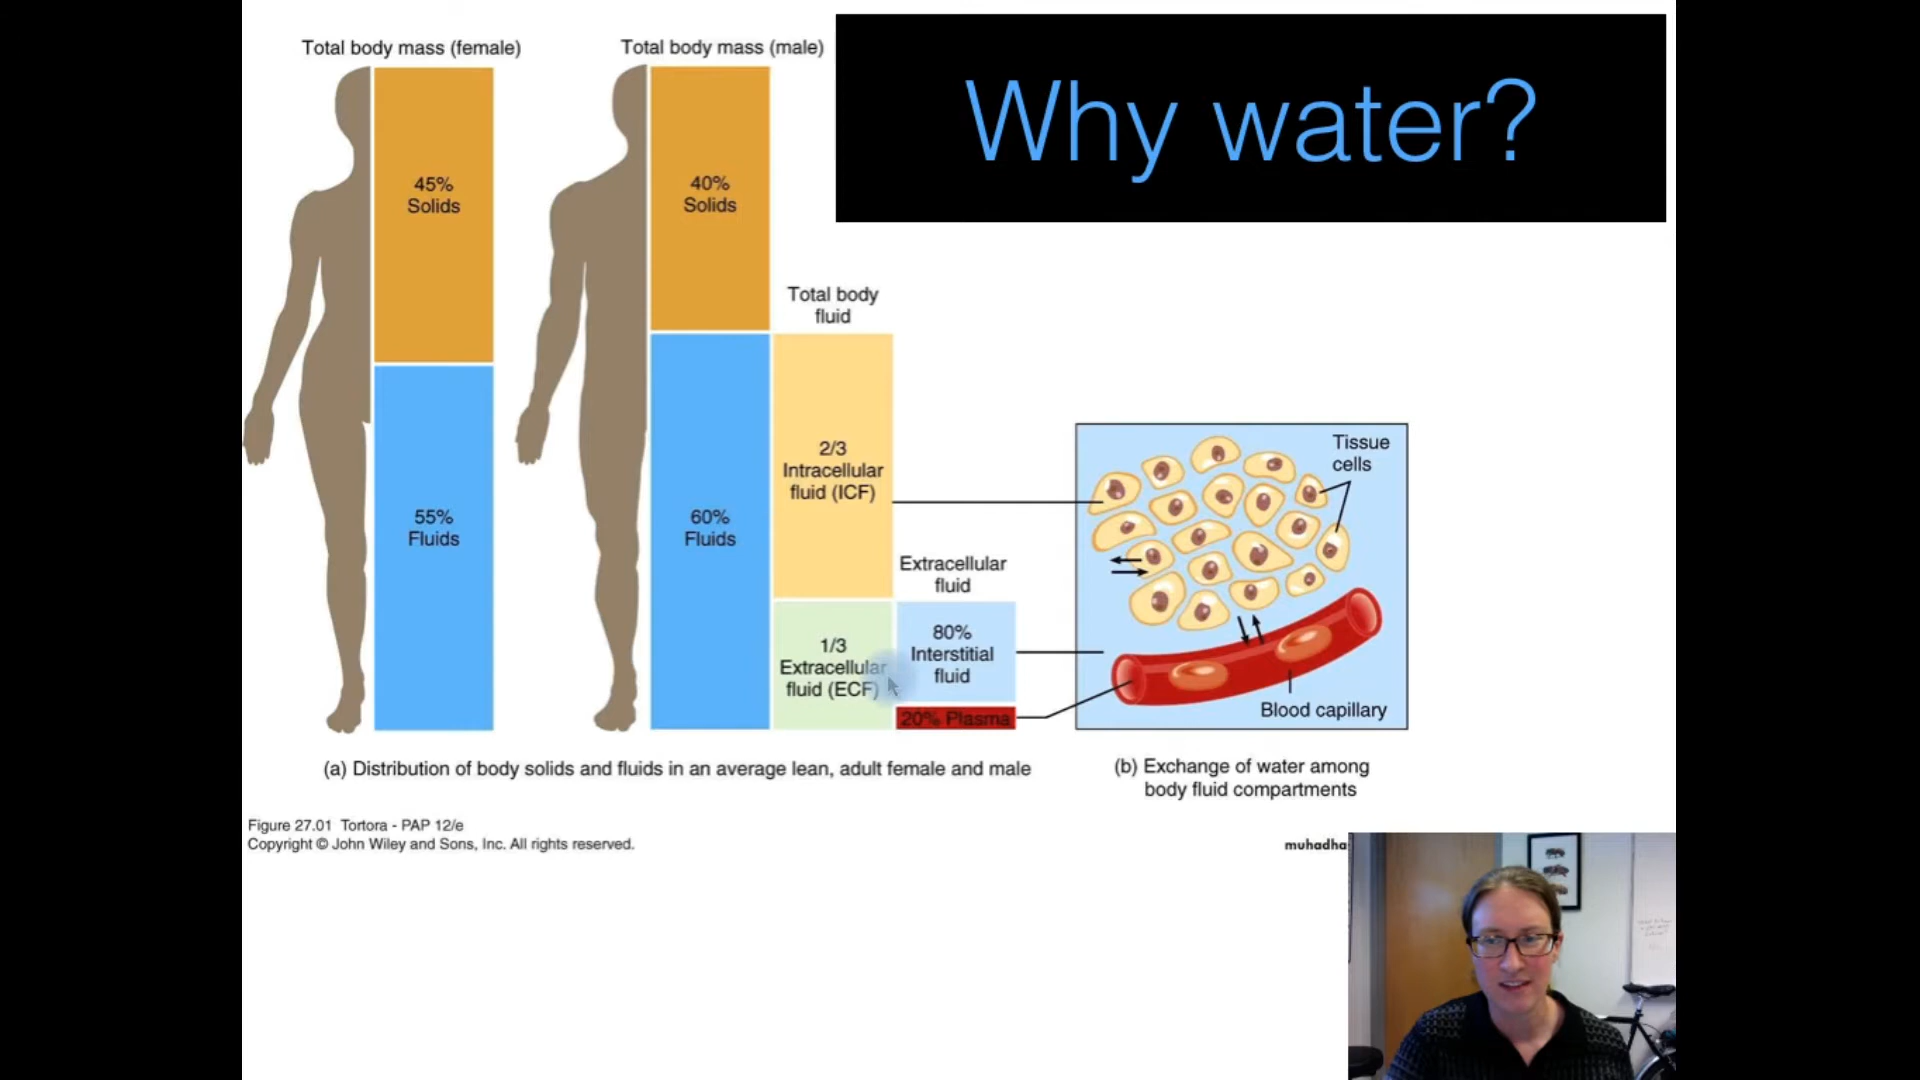 Total body mass (female)
Total body mass (male)
Why water?
45%
Solids
40%
Solids
Total body
fluid
55%
Fluids
60%
Fluids
2/3
Intracellular
fluid (ICF)
1/3
Extracellular
fluid (ECF)
Extracellular
fluid
80%
Interstitial
fluid
20% Plasma
Tissue
cells
Blood capillary
(a) Distribution of body solids and fluids in an average lean, adult female and male
(b) Exchange of water among
body fluid compartments
Figure 27.01 Tortora - PAP 12/e
Copyright © John Wiley and Sons, Inc. All rights reserved.
muhadha